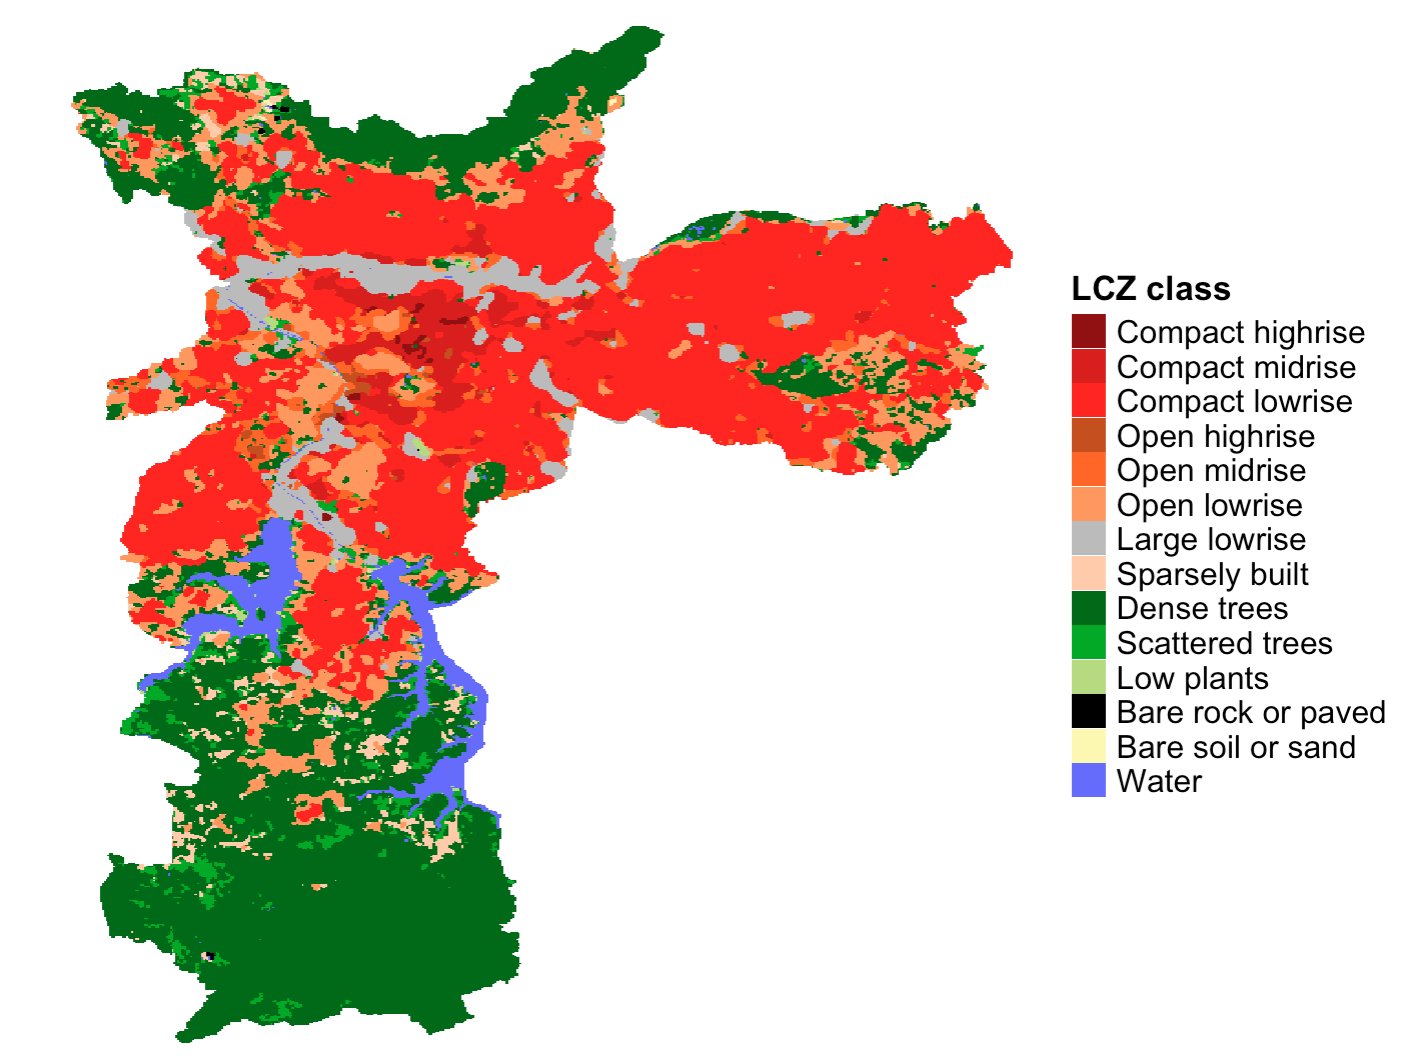 LCZ class
Compact highrise
Compact midrise
Compact lowrise
Open highrise
Open midrise
Open lowrise
Large lowrise
Sparsely built
Dense trees
Scattered trees
Low plants
Bare rock or paved
Bare soil or sand
Water